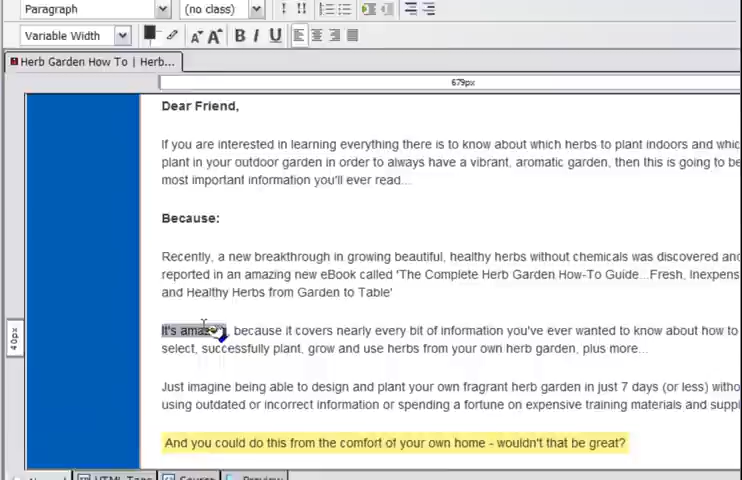 Paragraph (no class)
Variable Width B I U
Herb Garden How To | Herb...
679px
Dear Friend,
If you are interested in learning everything there is to know about which herbs to plant indoors and
plant in your outdoor garden in order to always have a vibrant, aromatic garden, then this is going to be
most important information you'll ever read...
Because:
Recently, a new breakthrough in growing beautiful, healthy herbs without chemicals was discovered
reported in an amazing new eBook called 'The Complete Herb Garden How-To Guide...Fresh,
and Healthy Herbs from Garden to Table'
It's because it covers nearly every bit of information you've ever wanted to know about how to
40px
select, successfully plant, grow and use herbs from your own herb garden, plus more...
Just imagine being able to design and plant your own fragrant herb garden in just 7 days (or less)
using outdated or incorrect information or spending a fortune on expensive training materials and
And you could do this from the comfort of your own home - wouldn't that be great?